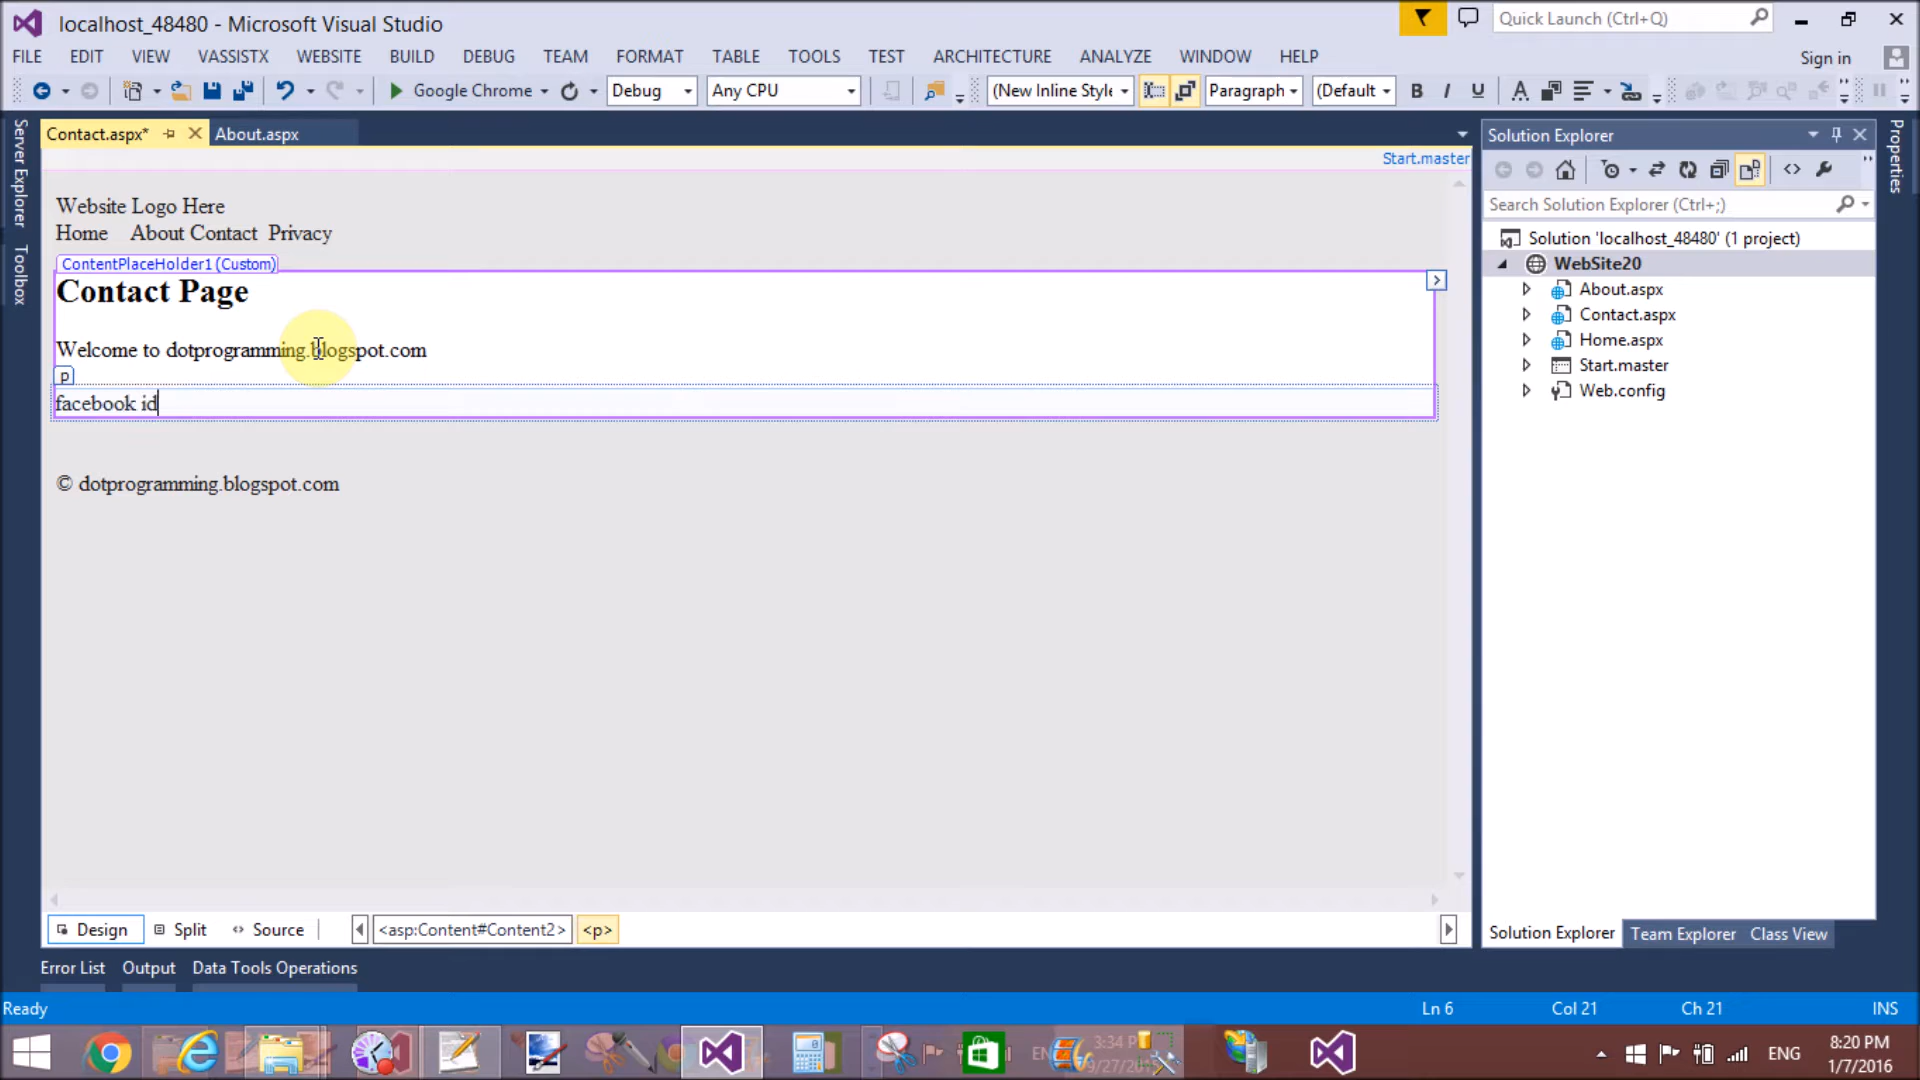 localhost_48480 - Microsoft Visual Studio
Quick Launch (Ctrl+Q)
FILE EDIT VIEW VASSISTX WEBSITE BUILD DEBUG TEAM FORMAT TABLE TOOLS TEST ARCHITECTURE ANALYZE WINDOW HELP
Sign in
Google Chrome Debug Any CPU (New Inline Style Paragraph (Default B I U A
Contact.aspx* About.aspx
Start.master
Server Explorer
Toolbox
Website Logo Here
Home About Contact Privacy
ContentPlaceHolder1 (Custom)
Contact Page
Welcome to dotprogramming.blogspot.com
p
facebook id
© dotprogramming.blogspot.com
Design Split Source <asp:Content#Content2> <p>
Solution Explorer
Search Solution Explorer (Ctrl+;)
Solution 'localhost_48480' (1 project)
WebSite20
About.aspx
Contact.aspx
Home.aspx
Start.master
Web.config
Solution Explorer Team Explorer Class View
Properties
Error List Output Data Tools Operations
Ready Ln 6 Col 21 Ch 21 INS
3:34 P
9/27/20
ENG
8:20 PM
1/7/2016